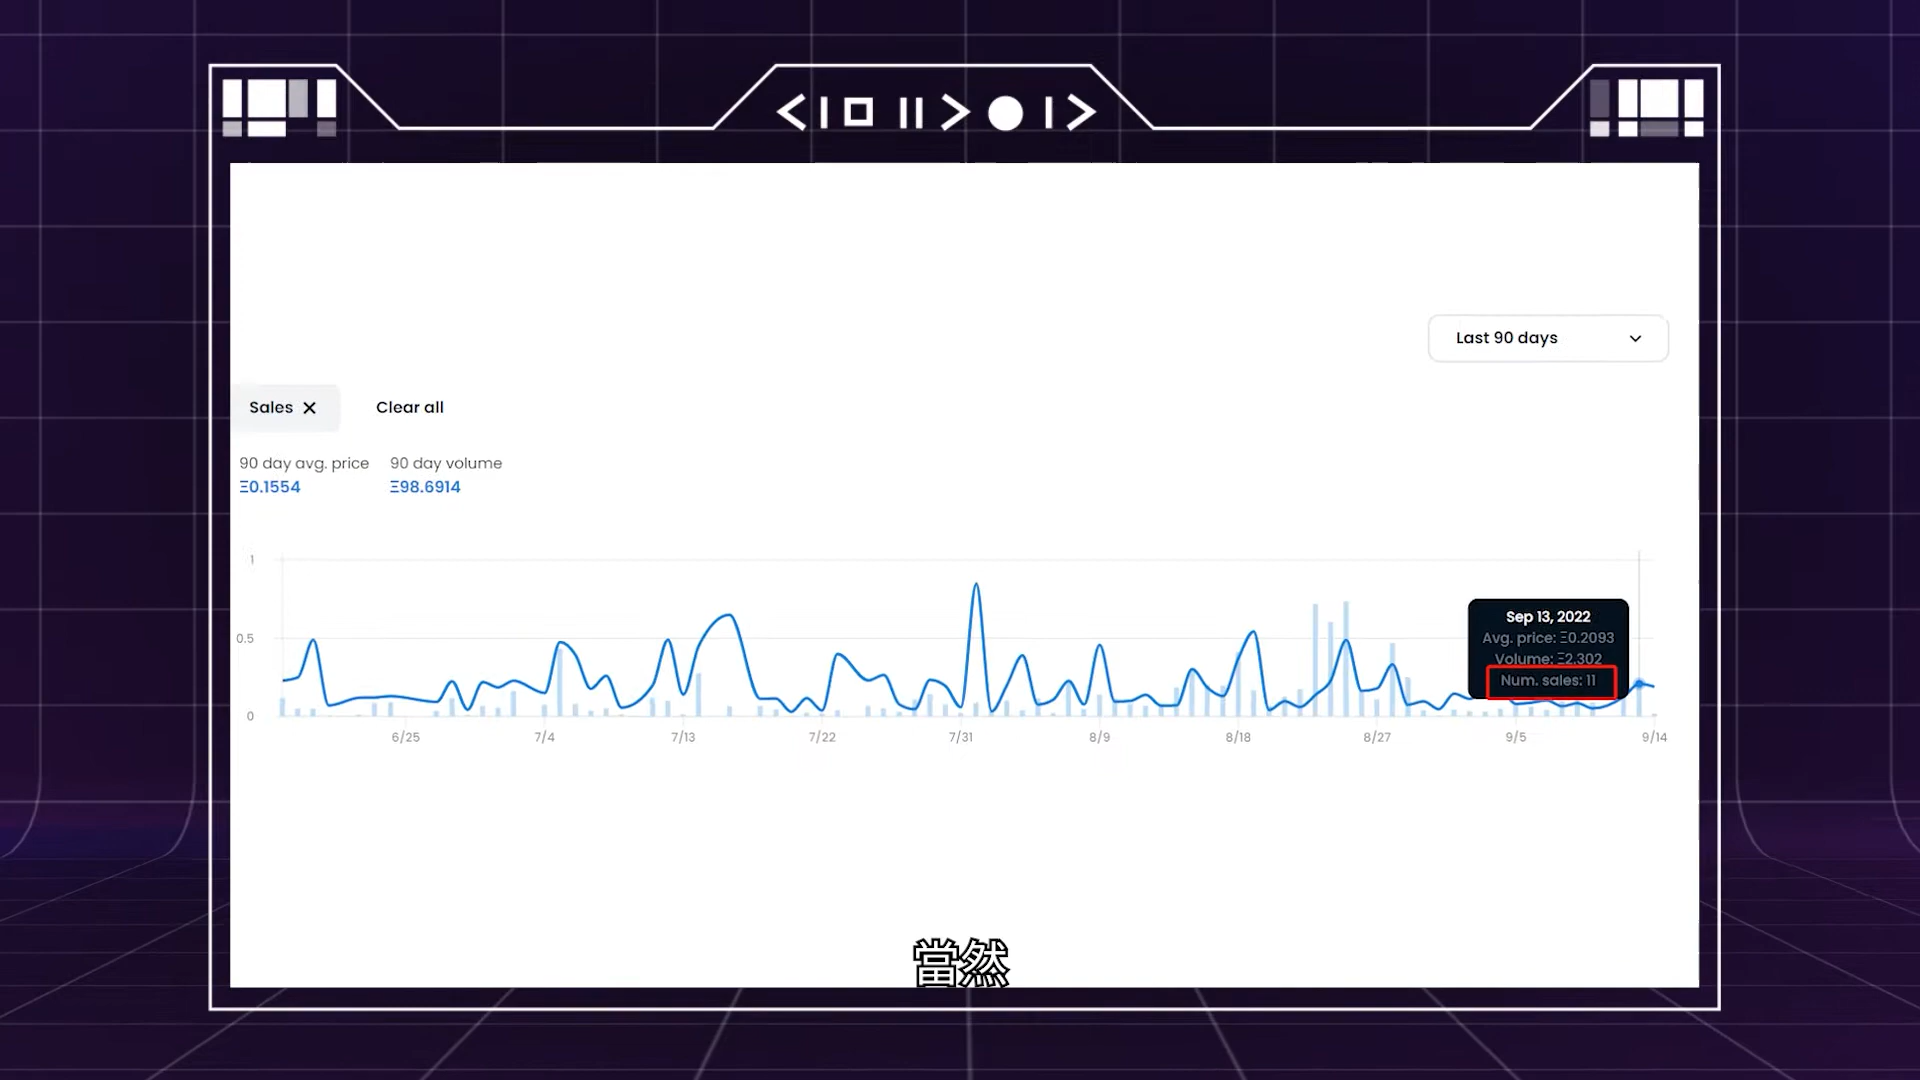 Last 90 days
Sales
Clear all
90 day avg. price
90 day volume
Ξ0.1554
Ξ98.6914
1
0.5
0
Sep 13, 2022
Avg. price: Ξ0.2093
Volume: Ξ2.302
Num. sales: 11
6/25
7/4
7/13
7/22
7/31
8/9
8/18
8/27
9/5
9/14
當然